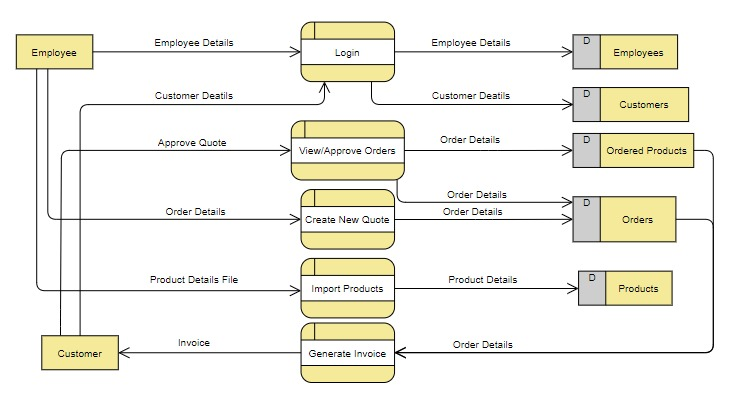 Employee
Employee Details
Login
Employee Details
D
Employees
Customer Deatils
Customer Deatils
D
Customers
Approve Quote
View/Approve Orders
Order Details
D
Ordered Products
Order Details
Order Details
Create New Quote
Order Details
D
Orders
Product Details File
Import Products
Product Details
D
Products
Customer
Invoice
Generate Invoice
Order Details